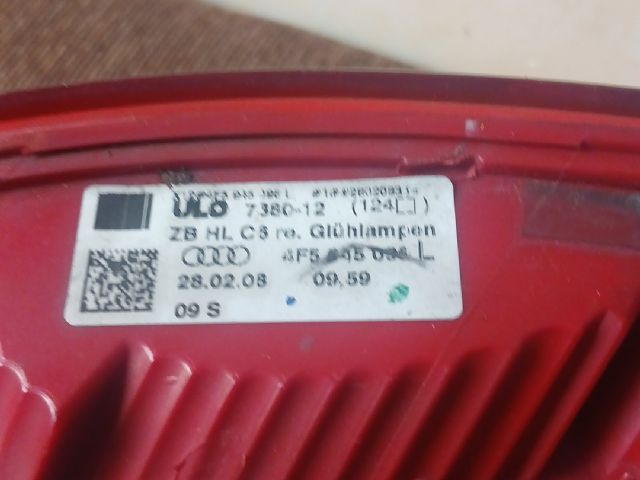 ULO 7380-12 (124
ZB HL C6 re. Glühlampen
4F5 945 096 L
28.02.08 09,59
09 S